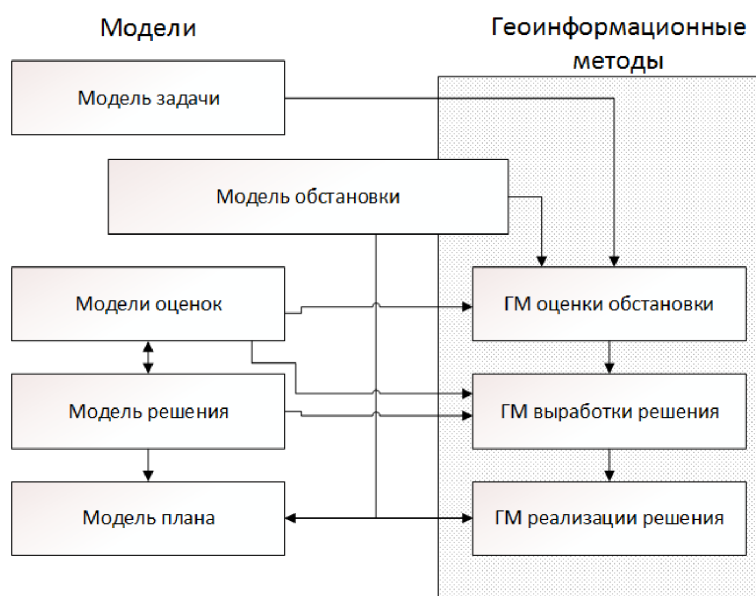 Модели
Геоинформационные
методы
Модель задачи
Модель обстановки
Модели оценок
ГМ оценки обстановки
Модель решения
ГМ выработки решения
Модель плана
ГМ реализации решения